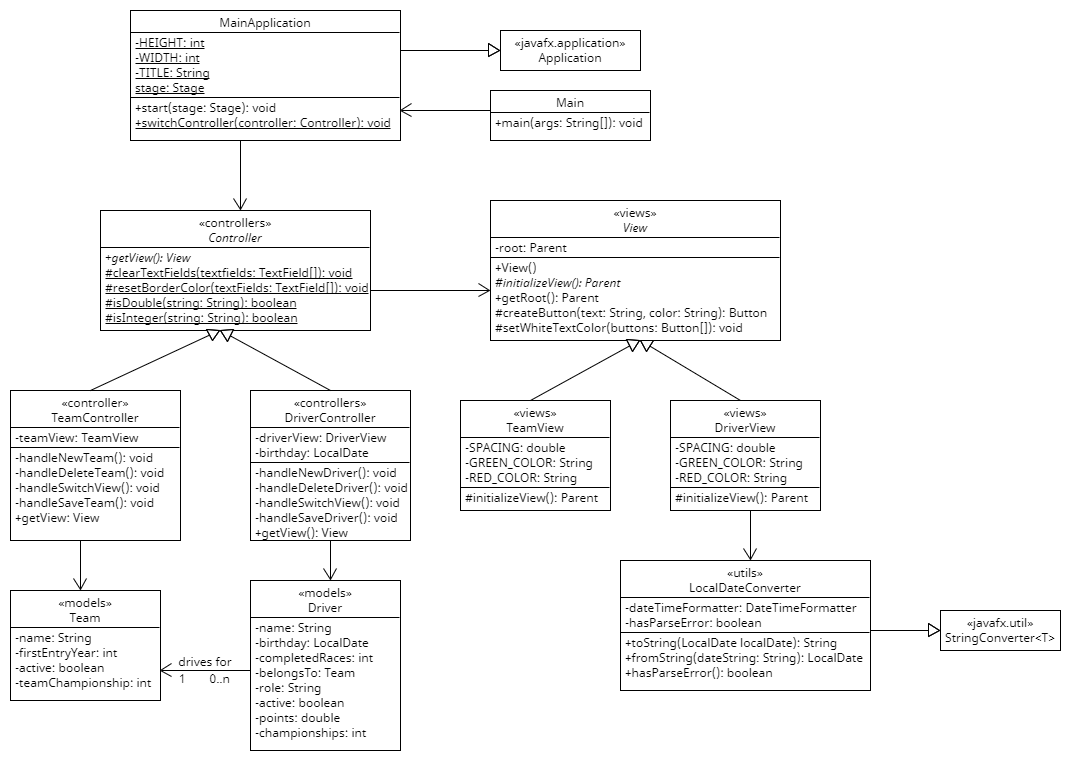 MainApplication
-HEIGHT: int
-WIDTH: int
-TITLE: String
stage: Stage
+start(stage: Stage): void
+switchController(controller: Controller): void
«javafx.application»
Application
Main
+main(args: String[]): void
«controllers»
Controller
+getView(): View
#clearTextFields(textfields: TextField[]): void
#resetBorderColor(textFields: TextField[]): void
#isDouble(string: String): boolean
#isInteger(string: String): boolean
«views»
View
-root: Parent
+View()
#initializeView(): Parent
+getRoot(): Parent
#createButton(text: String, color: String): Button
#setWhiteTextColor(buttons: Button[]): void
«controller»
TeamController
-teamView: TeamView
-handleNewTeam(): void
-handleDeleteTeam(): void
-handleSwitchView(): void
-handleSaveTeam(): void
+getView: View
«controllers»
DriverController
-driverView: DriverView
-birthday: LocalDate
-handleNewDriver(): void
-handleDeleteDriver(): void
-handleSwitchView(): void
-handleSaveDriver(): void
+getView(): View
«views»
TeamView
-SPACING: double
-GREEN_COLOR: String
-RED_COLOR: String
#initializeView(): Parent
«views»
DriverView
-SPACING: double
-GREEN_COLOR: String
-RED_COLOR: String
#initializeView(): Parent
«models»
Team
-name: String
-firstEntryYear: int
-active: boolean
-teamChampionship: int
drives for
1 0..n
«models»
Driver
-name: String
-birthday: LocalDate
-completedRaces: int
-belongsTo: Team
-role: String
-active: boolean
-points: double
-championships: int
«utils»
LocalDateConverter
-dateTimeFormatter: DateTimeFormatter
-hasParseError: boolean
+toString(LocalDate localDate): String
+fromString(dateString: String): LocalDate
+hasParseError(): boolean
«javafx.util»
StringConverter<T>